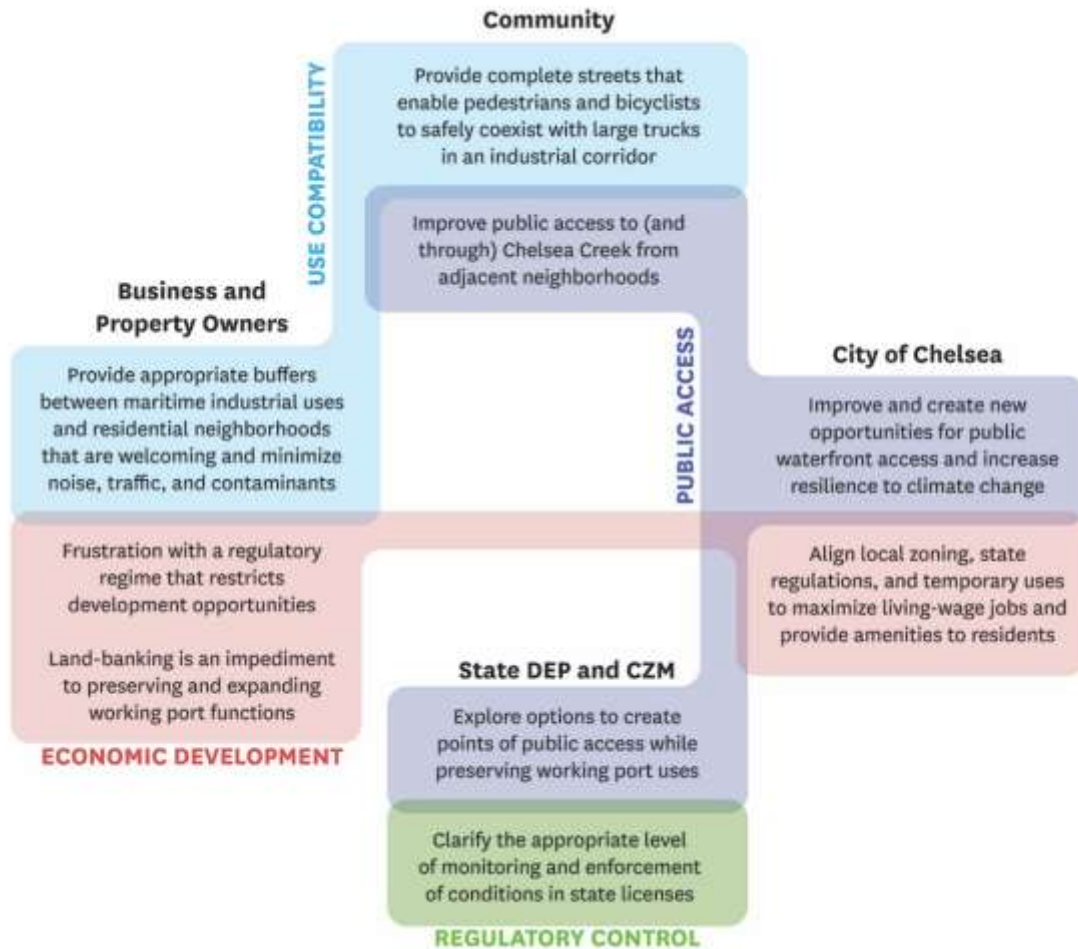 Community
USE COMPATIBILITY
Provide complete streets that
enable pedestrians and bicyclists
to safely coexist with large trucks
in an industrial corridor
Improve public access to (and
through) Chelsea Creek from
adjacent neighborhoods
Business and
Property Owners
Provide appropriate buffers
between maritime industrial uses
and residential neighborhoods
that are welcoming and minimize
noise, traffic, and contaminants
Frustration with a regulatory
regime that restricts
development opportunities
Land-banking is an impediment
to preserving and expanding
working port functions
ECONOMIC DEVELOPMENT
PUBLIC ACCESS
City of Chelsea
Improve and create new
opportunities for public
waterfront access and increase
resilience to climate change
Align local zoning, state
regulations, and temporary uses
to maximize living-wage jobs and
provide amenities to residents
State DEP and CZM
Explore options to create
points of public access while
preserving working port uses
Clarify the appropriate level
of monitoring and enforcement
of conditions in state licenses
REGULATORY CONTROL